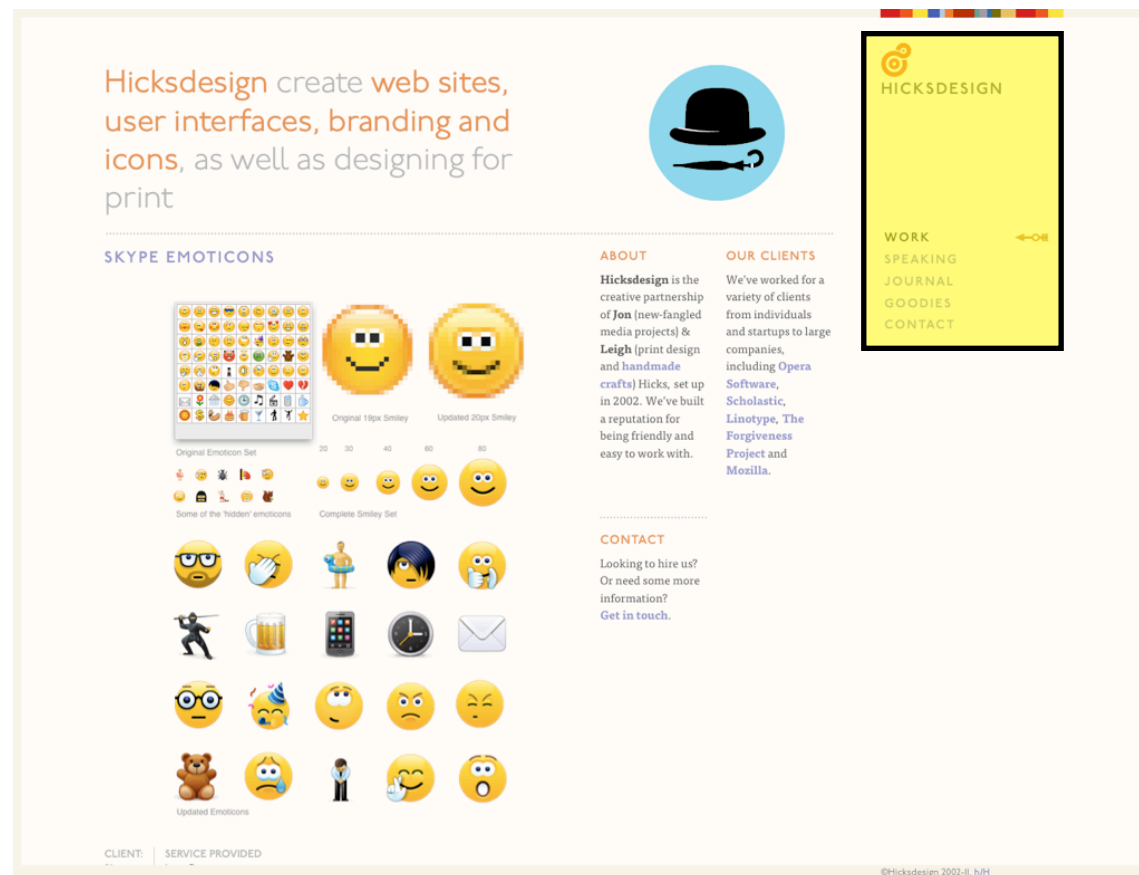 Hicksdesign create web sites,
user interfaces, branding and
icons, as well as designing for
print
HICKSDESIGN
WORK
SPEAKING
JOURNAL
GOODIES
CONTACT
SKYPE EMOTICONS
Original 19px Smiley
Updated 20px Smiley
Original Emoticon Set
20 30 40 60 80
Some of the 'hidden' emoticons
Complete Smiley Set
Updated Emoticons
CLIENT:
SERVICE PROVIDED
ABOUT
Hicksdesign is the
creative partnership
of Jon (new-fangled
media projects) &
Leigh (print design
and handmade
crafts) Hicks, set up
in 2002. We've built
a reputation for
being friendly and
easy to work with.
OUR CLIENTS
We've worked for a
variety of clients
from individuals
and startups to large
companies,
including Opera
Software,
Scholastic,
Linotype, The
Forgiveness
Project and
Mozilla.
CONTACT
Looking to hire us?
Or need some more
information?
Get in touch.
©Hicksdesign 2002-11. h/H